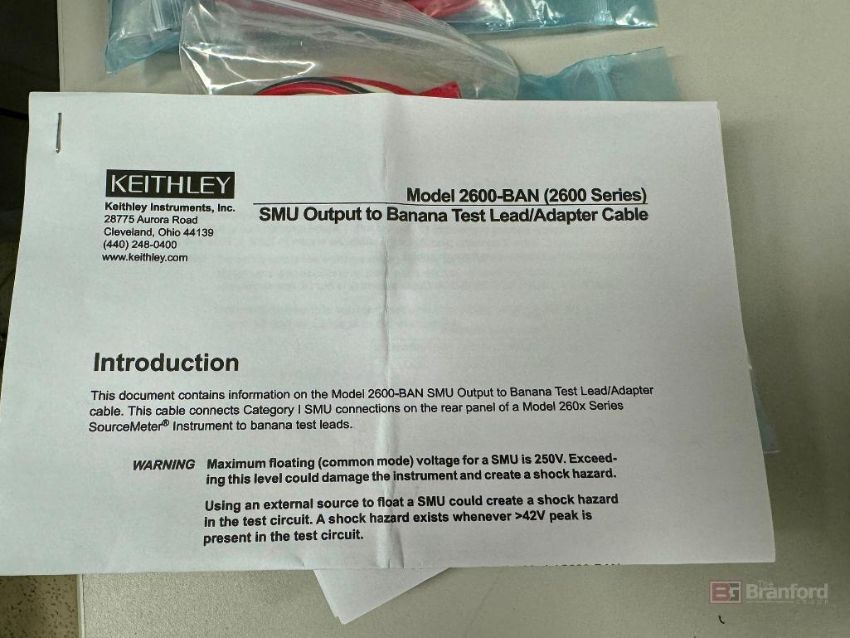 KEITHLEY
Keithley Instruments, Inc.
28775 Aurora Road
Cleveland, Ohio 44139
(440) 248-0400
www.keithley.com
Model 2600-BAN (2600 Series)
SMU Output to Banana Test Lead/Adapter Cable
Introduction
This document contains information on the Model 2600-BAN SMU Output to Banana Test Lead/Adapter
cable. This cable connects Category I SMU connections on the rear panel of a Model 260x Series
SourceMeter® Instrument to banana test leads.
WARNING Maximum floating (common mode) voltage for a SMU is 250V. Exceed-
ing this level could damage the instrument and create a shock hazard.
Using an external source to float a SMU could create a shock hazard
in the test circuit. A shock hazard exists whenever >42V peak is
present in the test circuit.
The
Branford
GROUP